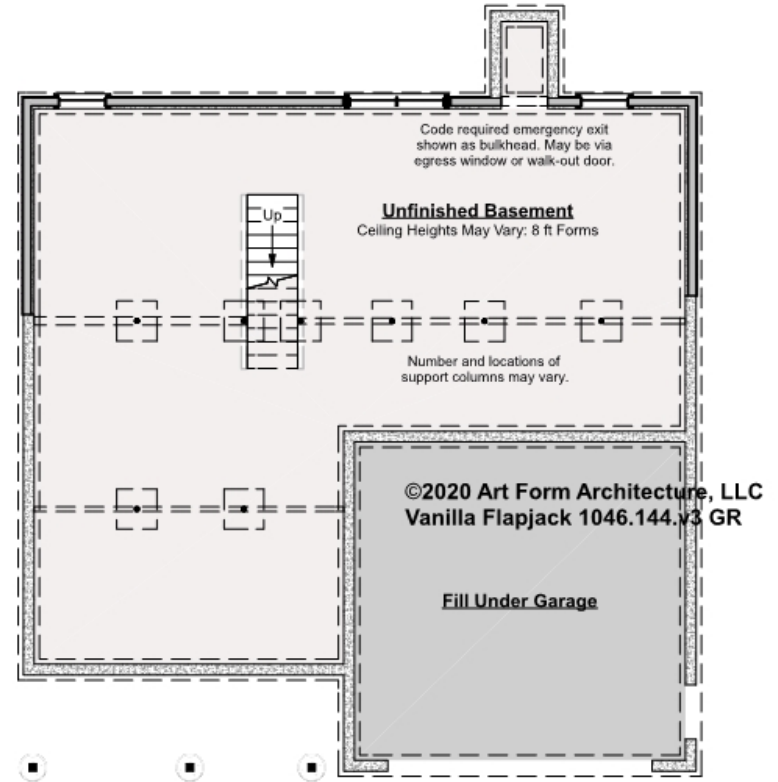 Code required emergency exit
shown as bulkhead. May be via
egress window or walk-out door.
Up
Unfinished Basement
Ceiling Heights May Vary: 8 ft Forms
Number and locations of
support columns may vary.
©2020 Art Form Architecture, LLC
Vanilla Flapjack 1046.144.v3 GR
Fill Under Garage